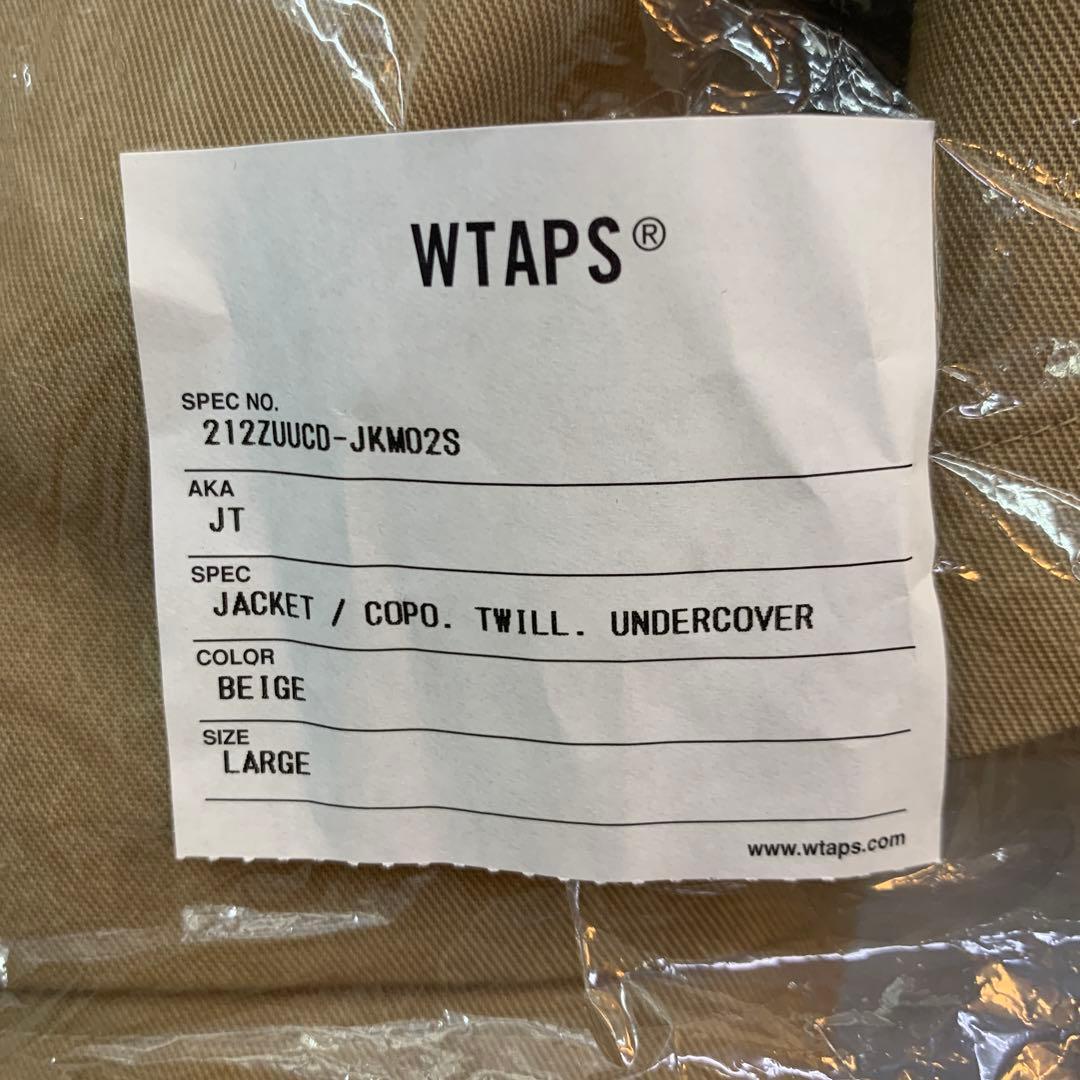 WTAPS®
SPEC NO.
212ZUUCD-JKM02S
AKA
JT
SPEC
JACKET / COPO. TWILL. UNDERCOVER
COLOR
BEIGE
SIZE
LARGE
www.wtaps.com